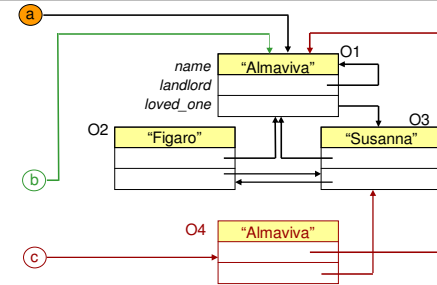 a
O1
name
"Almaviva"
landlord
loved_one
O2
"Figaro"
O3
"Susanna"
b
O4
"Almaviva"
c